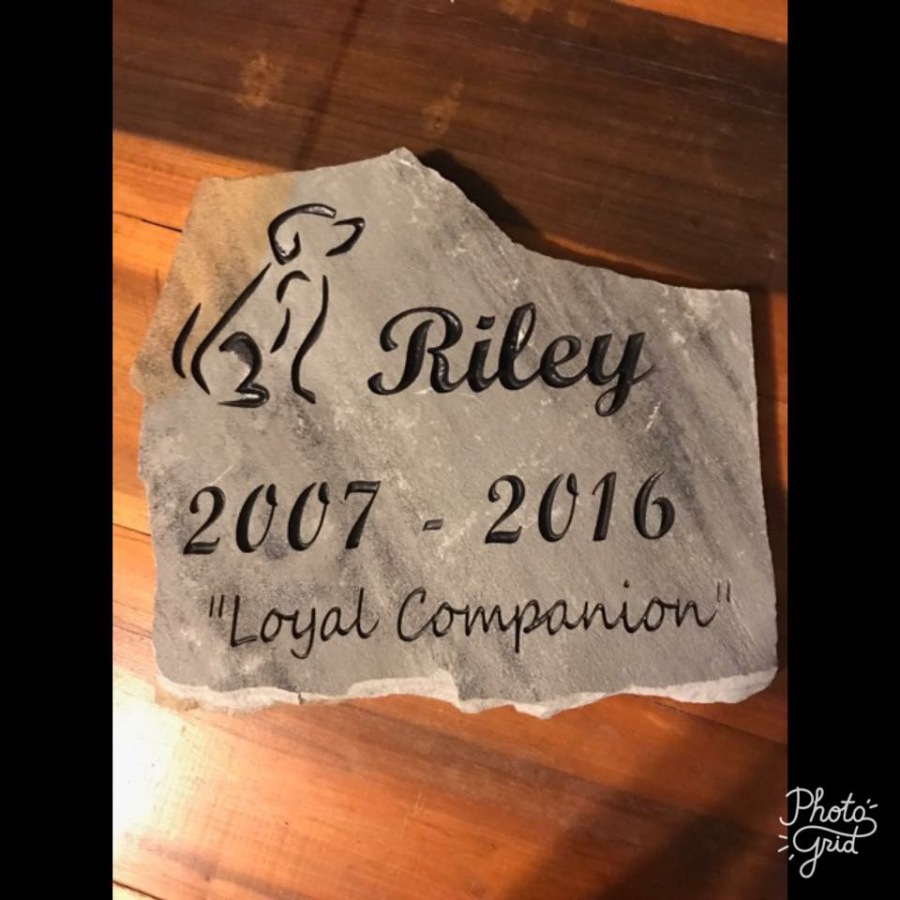 Riley
2007 - 2016
"Loyal Companion"
Photo
Grid